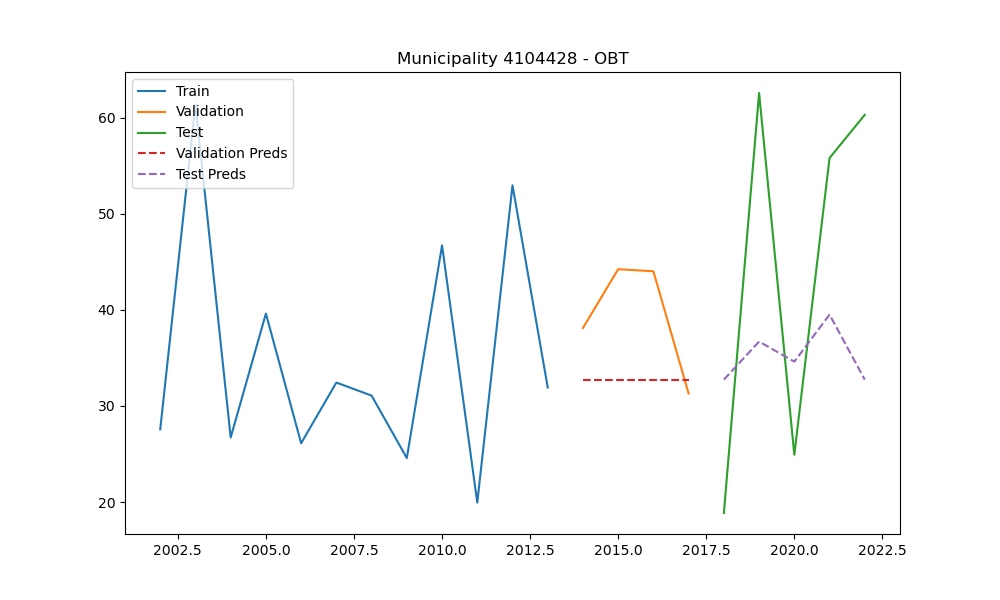 Municipality 4104428 - OBT
Train
Validation
Test
Validation Preds
Test Preds
60
50
40
30
20
2002.5 2005.0 2007.5 2010.0 2012.5 2015.0 2017.5 2020.0 2022.5